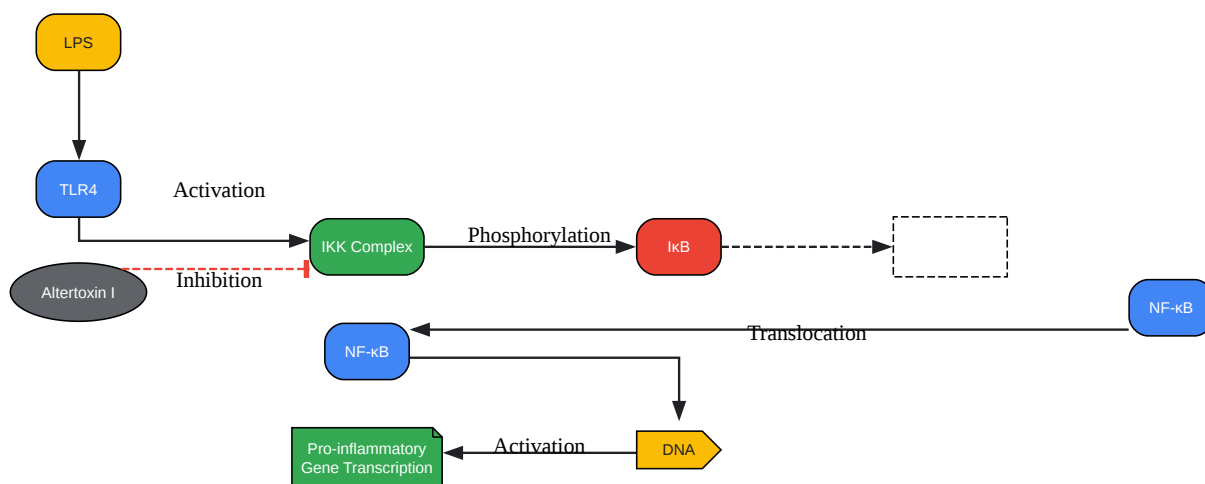 LPS
TLR4
Activation
IKK Complex
Phosphorylation
IκB
Altertoxin I
Inhibition
NF-κB
Translocation
NF-κB
Pro-inflammatory
Gene Transcription
Activation
DNA